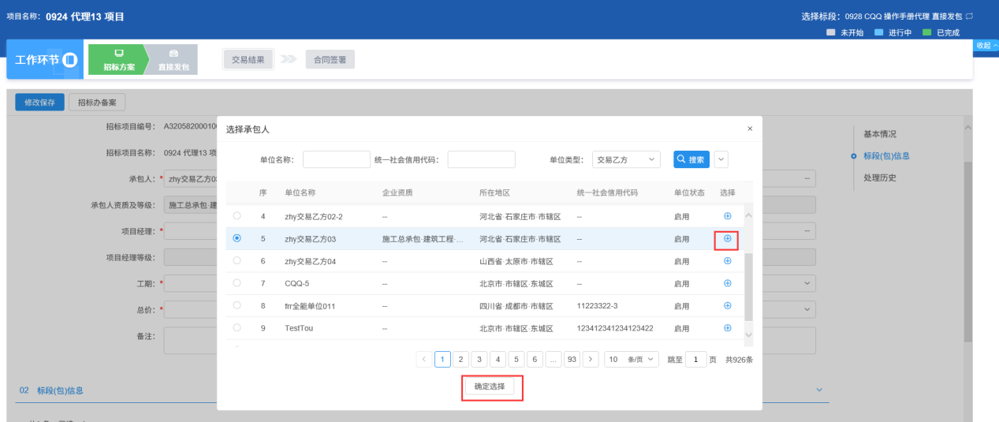 项目名称：0924 代理13 项目
选择标段：0928 CQQ 操作手册代理 直接发包
未开始 进行中 已完成
收起
工作环节 招标方案 直接发包 交易结果 合同签署
修改保存 招标办备案
招标项目编号： A32058200010
招标项目名称： 0924 代理13 项
承包人：* zhy交易乙方03
承包人资质及等级： 施工总承包·建
项目经理：*
项目经理等级：
工期：*
总价：*
备注：
02 标段(包)信息
基本情况
标段(包)信息
处理历史
选择承包人 ×
单位名称： 统一社会信用代码： 单位类型： 交易乙方 搜索
序 单位名称 企业资质 所在地区 统一社会信用代码 单位状态 选择
4 zhy交易乙方02-2 -- 河北省·石家庄市·市辖区 -- 启用
5 zhy交易乙方03 施工总承包·建筑工程·... 河北省·石家庄市·市辖区 -- 启用
6 zhy交易乙方04 -- 山西省·太原市·市辖区 -- 启用
7 CQQ-5 -- 北京市·市辖区·东城区 -- 启用
8 frr全能单位011 -- 四川省·成都市·市辖区 11223322-3 启用
9 TestTou -- 北京市·市辖区·东城区 123412341234123422 启用
< 1 2 3 4 5 6 ... 93 > 10 条/页 跳至 1 页 共926条
确定选择